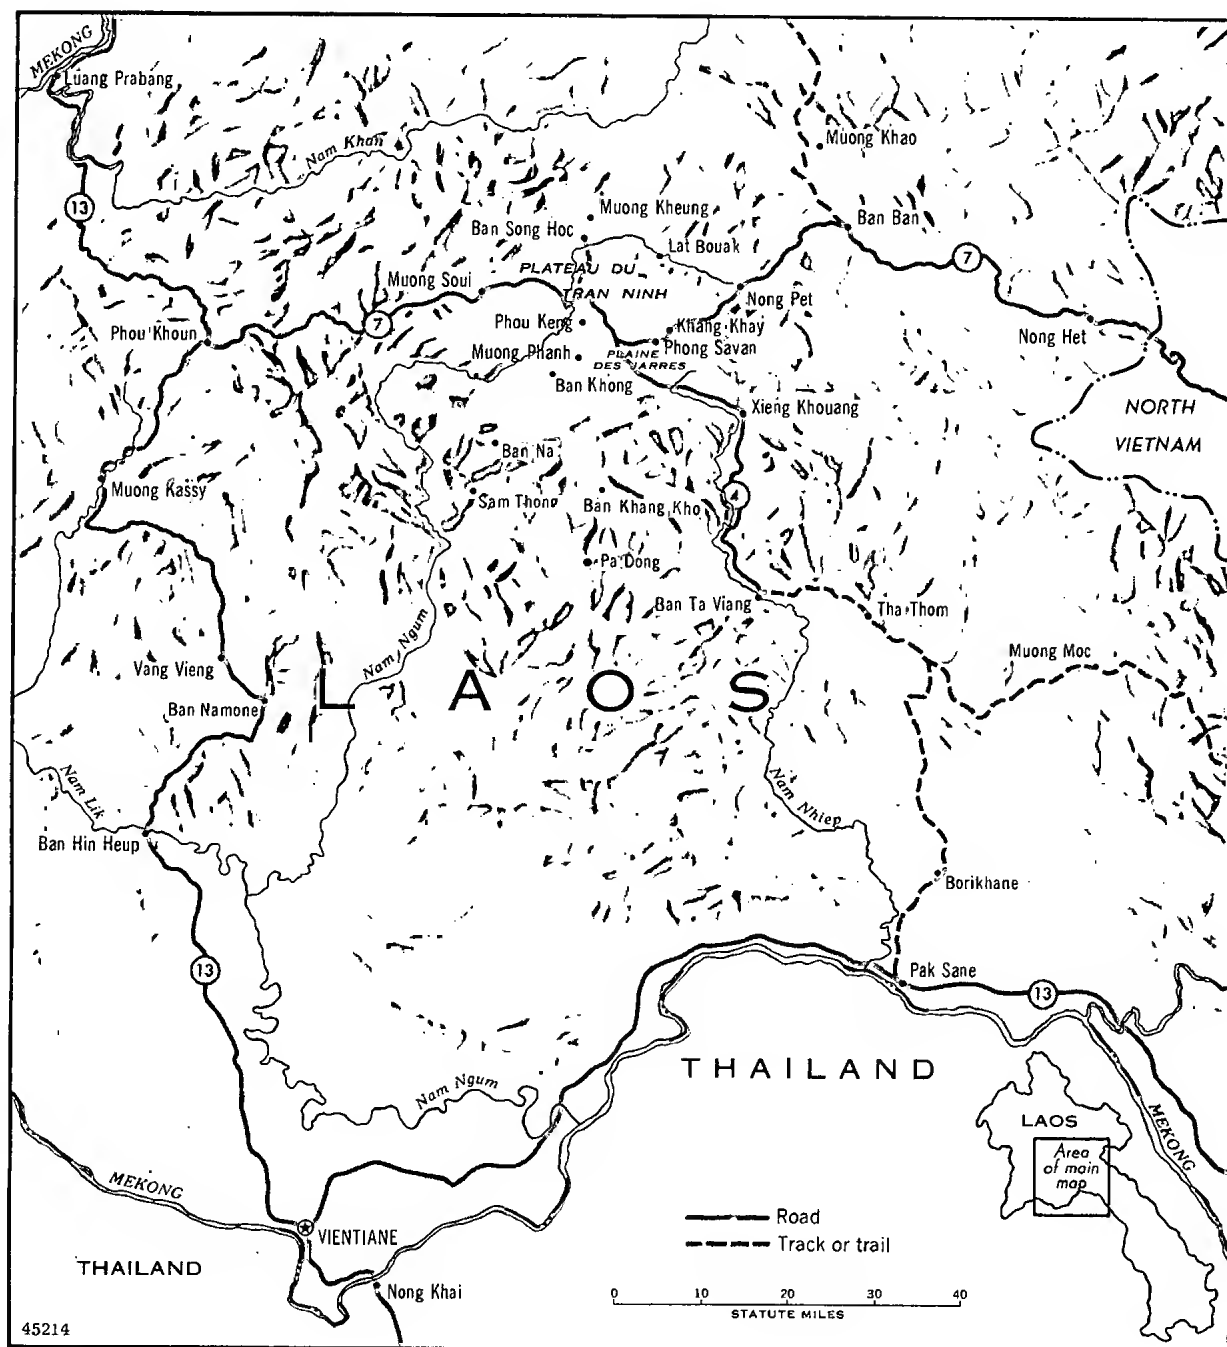 MEKONG
Luang Prabang
Nam Khan
Muong Khao
13
Muong Kheung
Ban Ban
Ban Song Hoc
Lat Bouak
7
PLATEAU DU
TRAN NINH
Muong Soui
Nong Pet
7
Phou Keng
Khang Khay
Nong Het
Phou Khoun
Muong Phanh
Phong Savan
PLAINE
DES JARRES
Ban Khong
Xieng Khouang
NORTH
VIETNAM
Ban Na
Muong Kassy
Sam Thong
Ban Khang Kho
4
Pa Dong
Ban Ta Viang
Tha Thom
Nam Ngum
Muong Moc
Vang Vieng
LAOS
Ban Namone
Nam Lik
Nam Nhiep
Ban Hin Heup
Borikhane
13
Pak Sane
13
THAILAND
Nam Ngum
LAOS
MEKONG
Area
of main
map
MEKONG
Road
VIENTIANE
Track or trail
THAILAND
Nong Khai
0 10 20 30 40
STATUTE MILES
45214